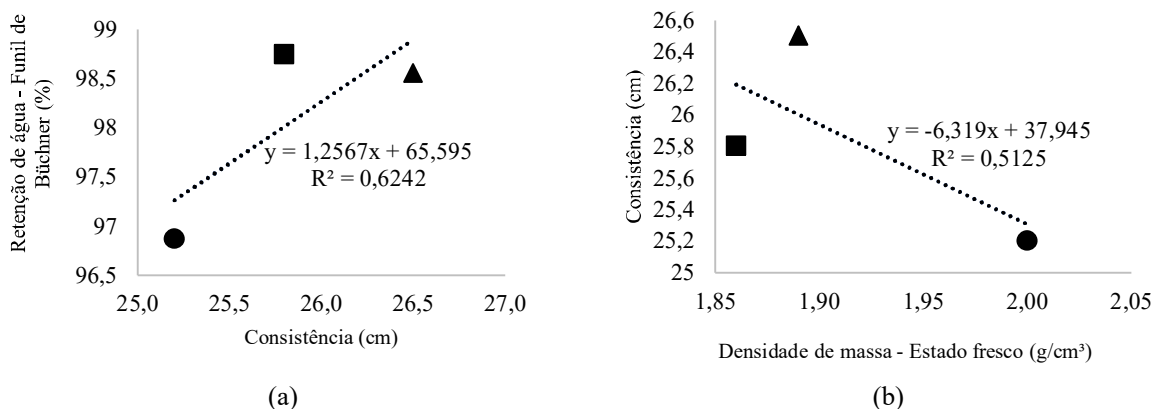 Retenção de água - Funil de
Büchner (%)
99
98,5
98
97,5
97
96,5
y = 1,2567x + 65,595
R² = 0,6242
25,0 25,5 26,0 26,5 27,0
Consistência (cm)
(a)
Consistência (cm)
26,6
26,4
26,2
26
25,8
25,6
25,4
25,2
25
y = -6,319x + 37,945
R² = 0,5125
1,85 1,90 1,95 2,00 2,05
Densidade de massa - Estado fresco (g/cm³)
(b)